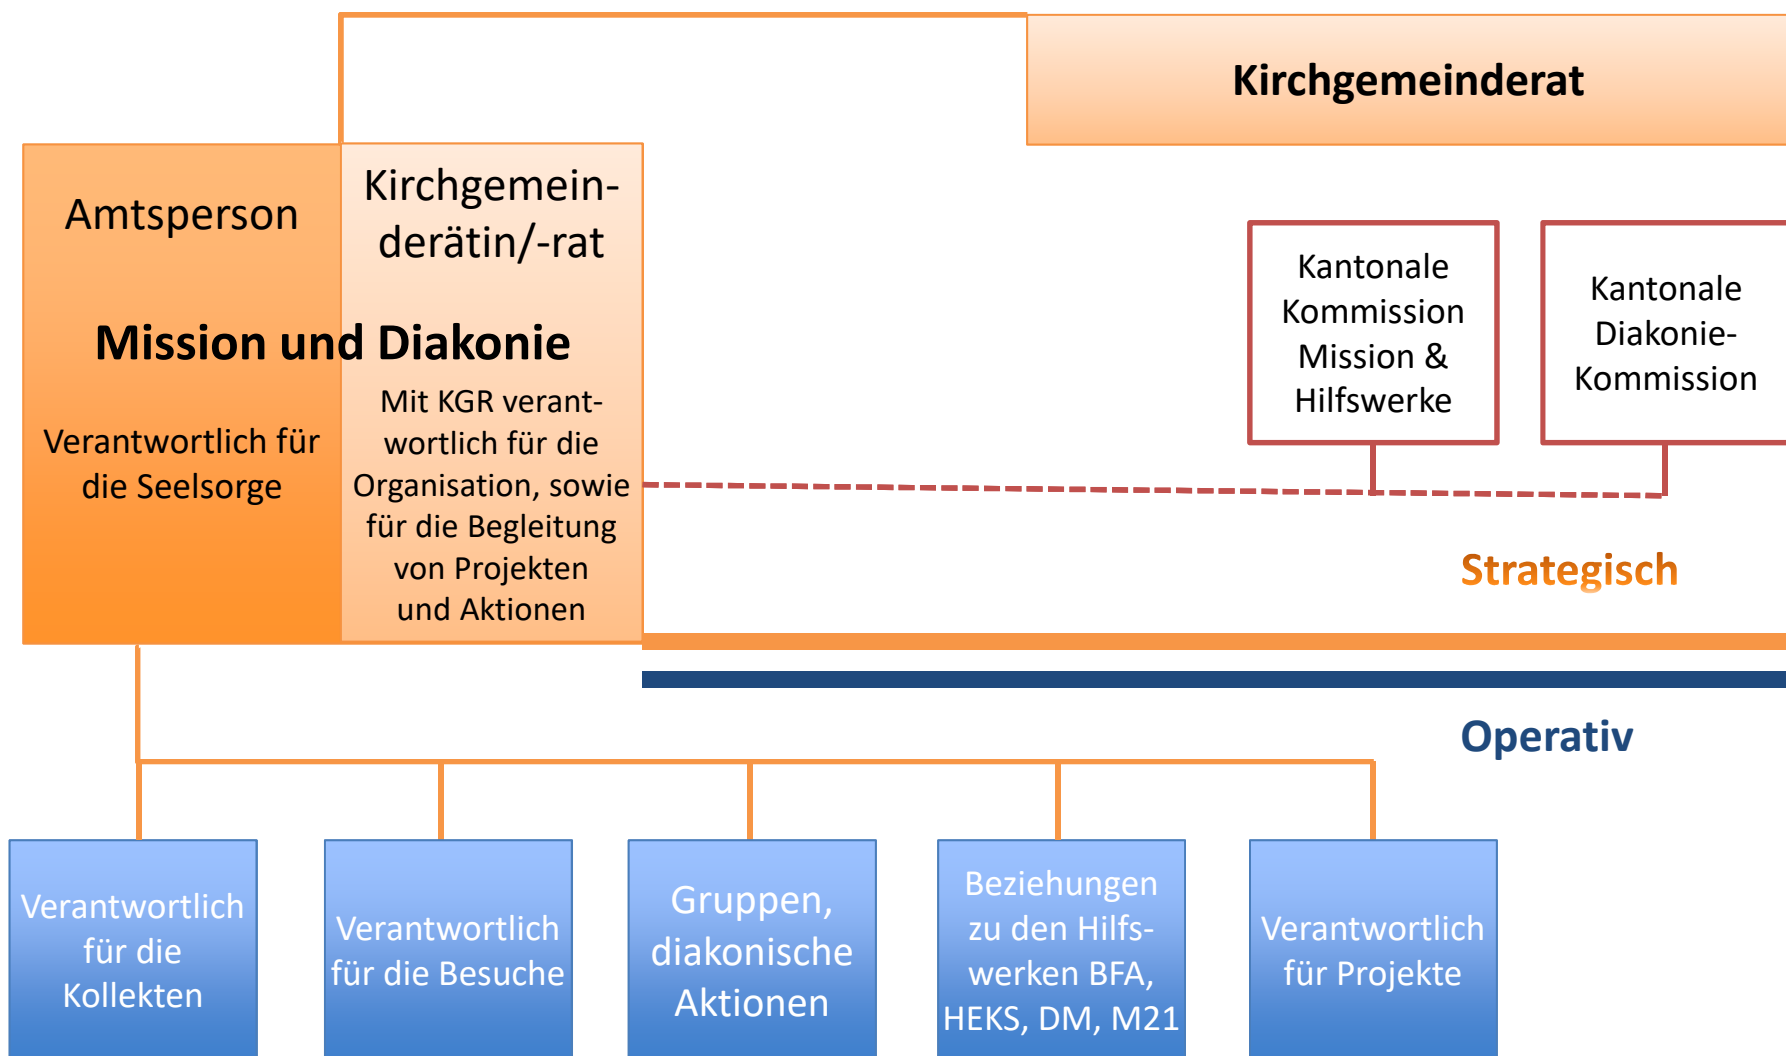 Kirchgemeinderat
Amtsperson
Kirchgemein-
derätin/-rat
Mission und Diakonie
Verantwortlich für
die Seelsorge
Mit KGR verant-
wortlich für die
Organisation, sowie
für die Begleitung
von Projekten
und Aktionen
Kantonale
Kommission
Mission &
Hilfswerke
Kantonale
Diakonie-
Kommission
Strategisch
Operativ
Verantwortlich
für die
Kollekten
Verantwortlich
für die Besuche
Gruppen,
diakonische
Aktionen
Beziehungen
zu den Hilfs-
werken BFA,
HEKS, DM, M21
Verantwortlich
für Projekte